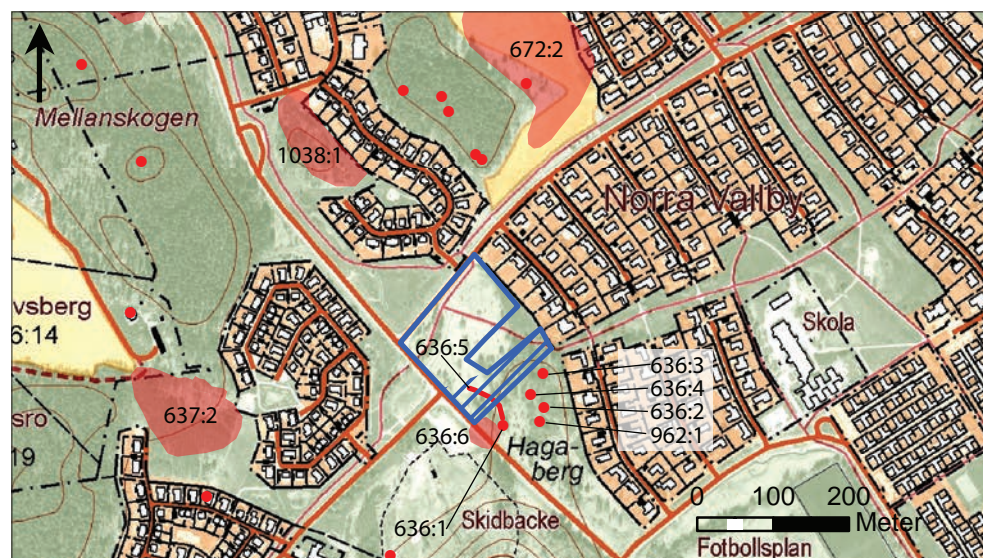 672:2
Mellanskogen
1038:1
Norra Vallby
vsberg
6:14
Skola
636:5
636:3
636:4
636:2
962:1
637:2
sro
19
636:6
Haga-
berg
636:1
Skidbacke
0 100 200
Meter
Fotbollsplan